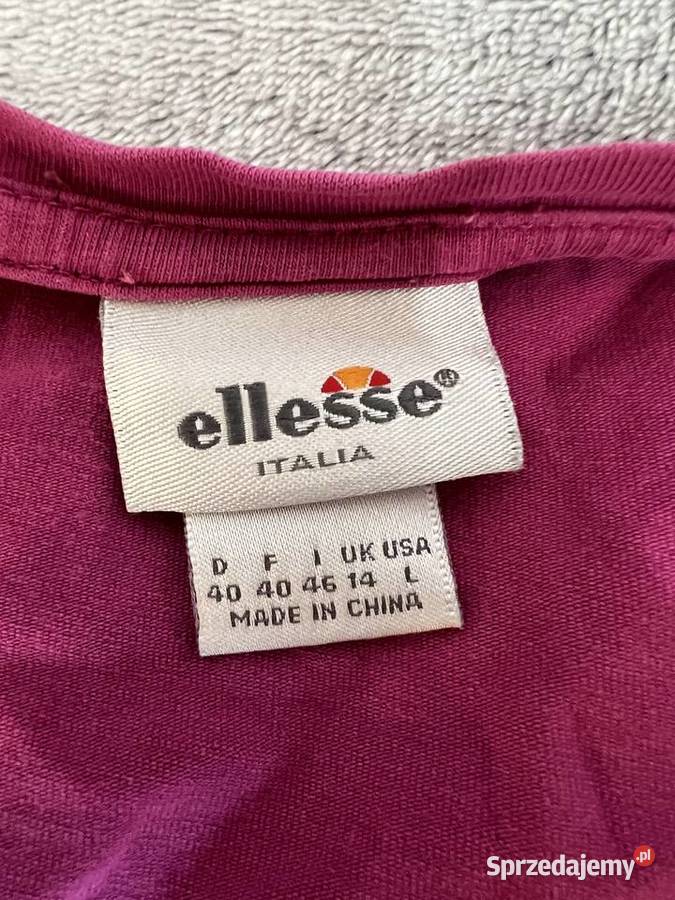 ellesse®
ITALIA
D F I UK USA
40 40 46 14 L
MADE IN CHINA
Sprzedajemy.pl